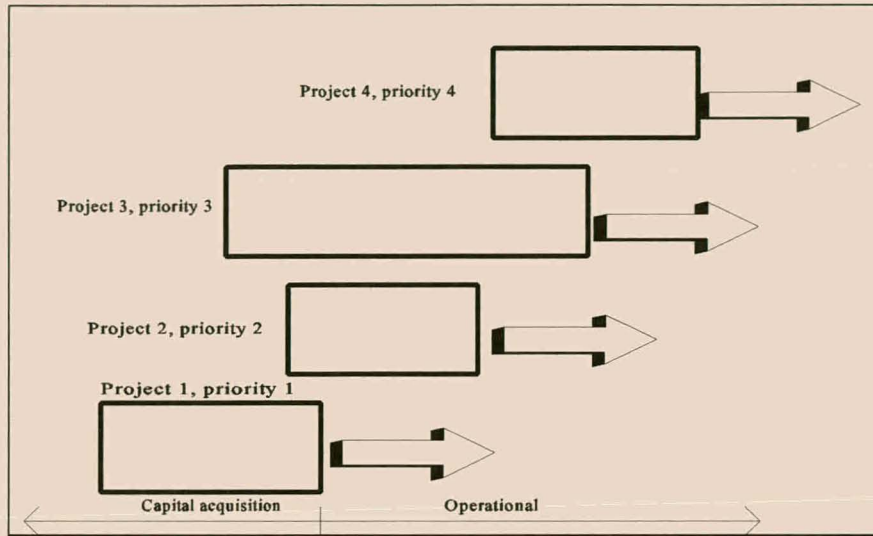 Project 4, priority 4
Project 3, priority 3
Project 2, priority 2
Project 1, priority 1
Capital acquisition
Operational